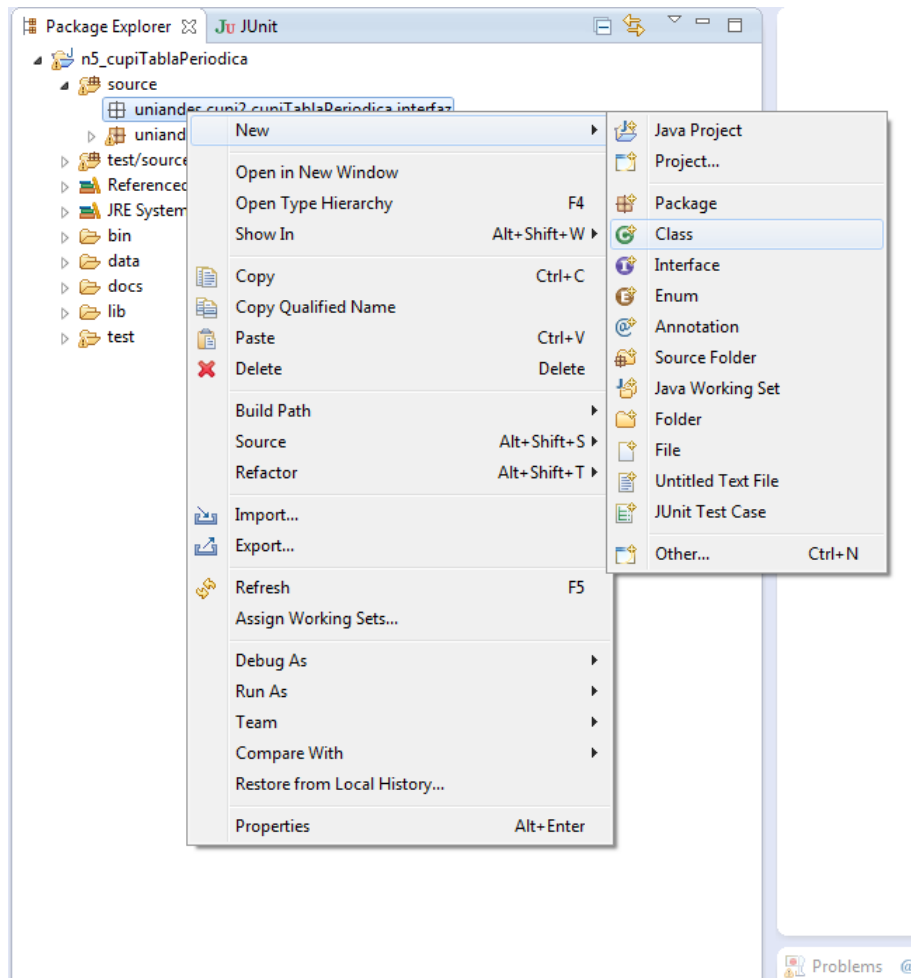 Package Explorer JUnit
n5_cupiTablaPeriodica
source
uniandes.cupi2.cupiTablaPeriodica.interfaz
uniand
test/source
Referenced
JRE System
bin
data
docs
lib
test
New
Open in New Window
Open Type Hierarchy F4
Show In Alt+Shift+W
Copy Ctrl+C
Copy Qualified Name
Paste Ctrl+V
Delete Delete
Build Path
Source Alt+Shift+S
Refactor Alt+Shift+T
Import...
Export...
Refresh F5
Assign Working Sets...
Debug As
Run As
Team
Compare With
Restore from Local History...
Properties Alt+Enter
Java Project
Project...
Package
Class
Interface
Enum
Annotation
Source Folder
Java Working Set
Folder
File
Untitled Text File
JUnit Test Case
Other... Ctrl+N
Problems @